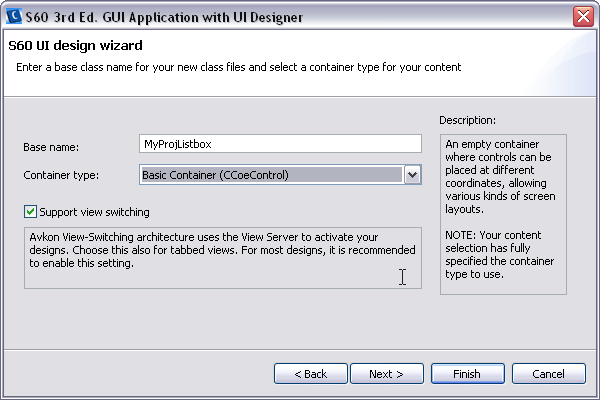 S60 3rd Ed. GUI Application with UI Designer
S60 UI design wizard
Enter a base class name for your new class files and select a container type for your content
Base name:
MyProjListbox
Container type:
Basic Container (CCoeControl)
Support view switching
Avkon View-Switching architecture uses the View Server to activate your
designs. Choose this also for tabbed views. For most designs, it is recommended
to enable this setting.
Description:
An empty container
where controls can be
placed at different
coordinates, allowing
various kinds of screen
layouts.
NOTE: Your content
selection has fully
specified the container
type to use.
< Back
Next >
Finish
Cancel